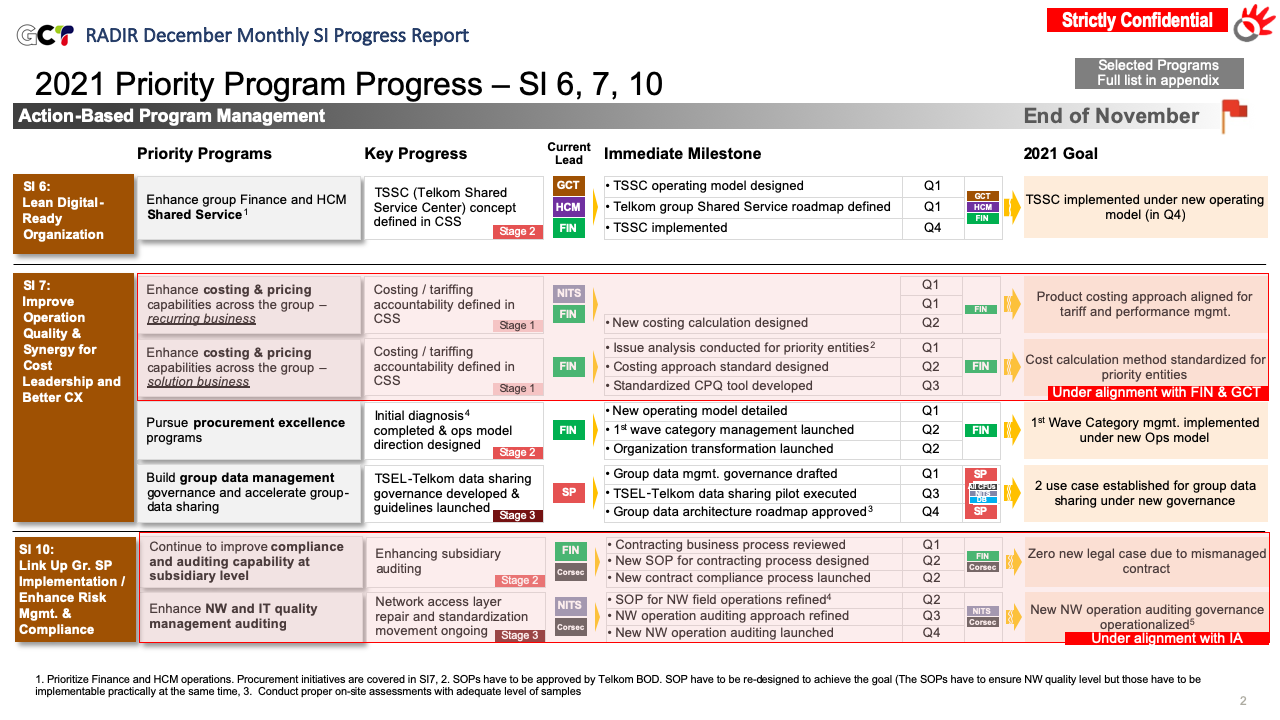 GCT RADIR December Monthly SI Progress Report
Strictly Confidential
2021 Priority Program Progress – SI 6, 7, 10
Selected Programs
Full list in appendix
Action-Based Program Management
End of November
Priority Programs
Key Progress
Current
Lead
Immediate Milestone
2021 Goal
SI 6:
Lean Digital-
Ready
Organization
Enhance group Finance and HCM
Shared Service1
TSSC (Telkom Shared
Service Center) concept
defined in CSS
Stage 2
GCT
HCM
FIN
• TSSC operating model designed
Q1
• Telkom group Shared Service roadmap defined
Q1
• TSSC implemented
Q4
GCT
HCM
FIN
TSSC implemented under new operating
model (in Q4)
SI 7:
Improve
Operation
Quality &
Synergy for
Cost
Leadership and
Better CX
Enhance costing & pricing
capabilities across the group –
recurring business
Costing / tariffing
accountability defined in
CSS
Stage 1
NITS
FIN
Q1
Q1
• New costing calculation designed
Q2
FIN
Product costing approach aligned for
tariff and performance mgmt.
Enhance costing & pricing
capabilities across the group –
solution business
Costing / tariffing
accountability defined in
CSS
Stage 1
FIN
• Issue analysis conducted for priority entities2
Q1
• Costing approach standard designed
Q2
• Standardized CPQ tool developed
Q3
FIN
Cost calculation method standardized for
priority entities
Under alignment with FIN & GCT
Pursue procurement excellence
programs
Initial diagnosis4
completed & ops model
direction designed
Stage 2
FIN
• New operating model detailed
Q1
• 1st wave category management launched
Q2
• Organization transformation launched
Q2
FIN
1st Wave Category mgmt. implemented
under new Ops model
Build group data management
governance and accelerate group-
data sharing
TSEL-Telkom data sharing
governance developed &
guidelines launched
Stage 3
SP
• Group data mgmt. governance drafted
Q1
• TSEL-Telkom data sharing pilot executed
Q3
• Group data architecture roadmap approved3
Q4
SP
All CFUs
NITS
DB
SP
2 use case established for group data
sharing under new governance
SI 10:
Link Up Gr. SP
Implementation /
Enhance Risk
Mgmt. &
Compliance
Continue to improve compliance
and auditing capability at
subsidiary level
Enhancing subsidiary
auditing
Stage 2
FIN
Corsec
• Contracting business process reviewed
Q1
• New SOP for contracting process designed
Q2
• New contract compliance process launched
Q2
FIN
Corsec
Zero new legal case due to mismanaged
contract
Enhance NW and IT quality
management auditing
Network access layer
repair and standardization
movement ongoing
Stage 3
NITS
Corsec
• SOP for NW field operations refined4
Q2
• NW operation auditing approach refined
Q3
• New NW operation auditing launched
Q4
NITS
Corsec
New NW operation auditing governance
operationalized5
Under alignment with IA
1. Prioritize Finance and HCM operations. Procurement initiatives are covered in SI7, 2. SOPs have to be approved by Telkom BOD. SOP have to be re-designed to achieve the goal (The SOPs have to ensure NW quality level but those have to be
implementable practically at the same time, 3. Conduct proper on-site assessments with adequate level of samples
2